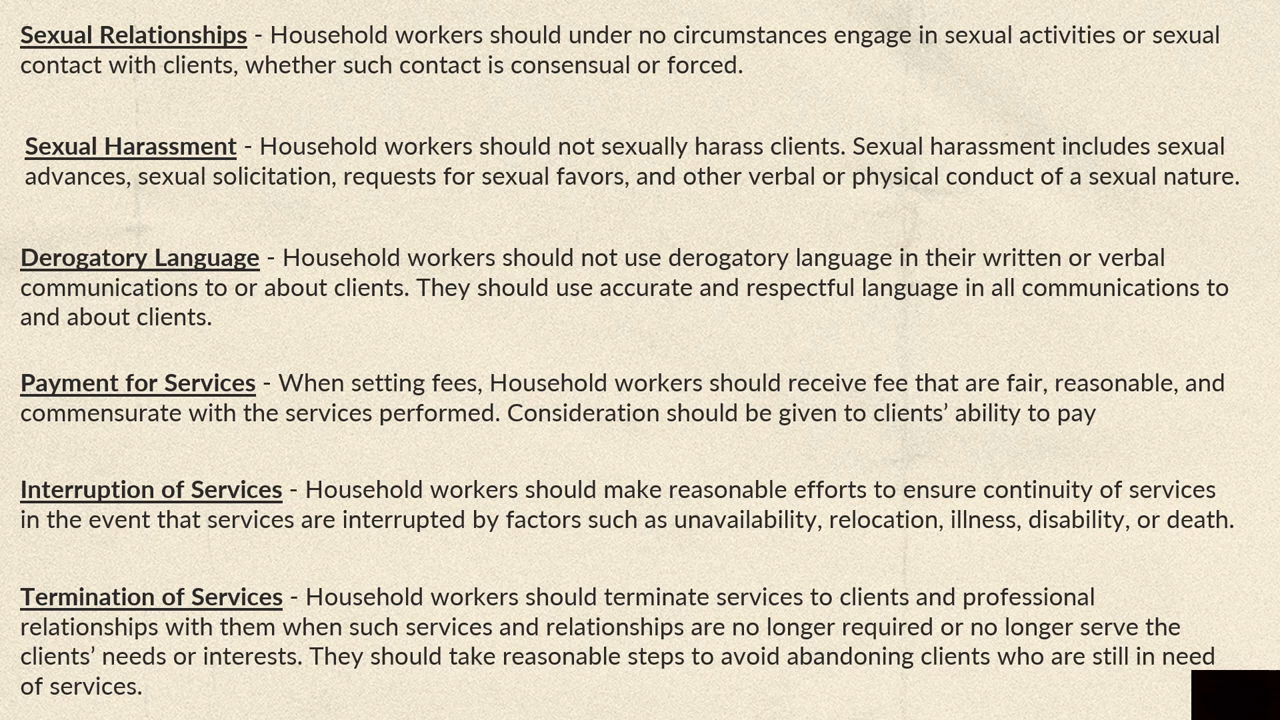 Sexual Relationships - Household workers should under no circumstances engage in sexual activities or sexual
contact with clients, whether such contact is consensual or forced.
Sexual Harassment - Household workers should not sexually harass clients. Sexual harassment includes sexual
advances, sexual solicitation, requests for sexual favors, and other verbal or physical conduct of a sexual nature.
Derogatory Language - Household workers should not use derogatory language in their written or verbal
communications to or about clients. They should use accurate and respectful language in all communications to
and about clients.
Payment for Services - When setting fees, Household workers should receive fee that are fair, reasonable, and
commensurate with the services performed. Consideration should be given to clients’ ability to pay
Interruption of Services - Household workers should make reasonable efforts to ensure continuity of services
in the event that services are interrupted by factors such as unavailability, relocation, illness, disability, or death.
Termination of Services - Household workers should terminate services to clients and professional
relationships with them when such services and relationships are no longer required or no longer serve the
clients’ needs or interests. They should take reasonable steps to avoid abandoning clients who are still in need
of services.